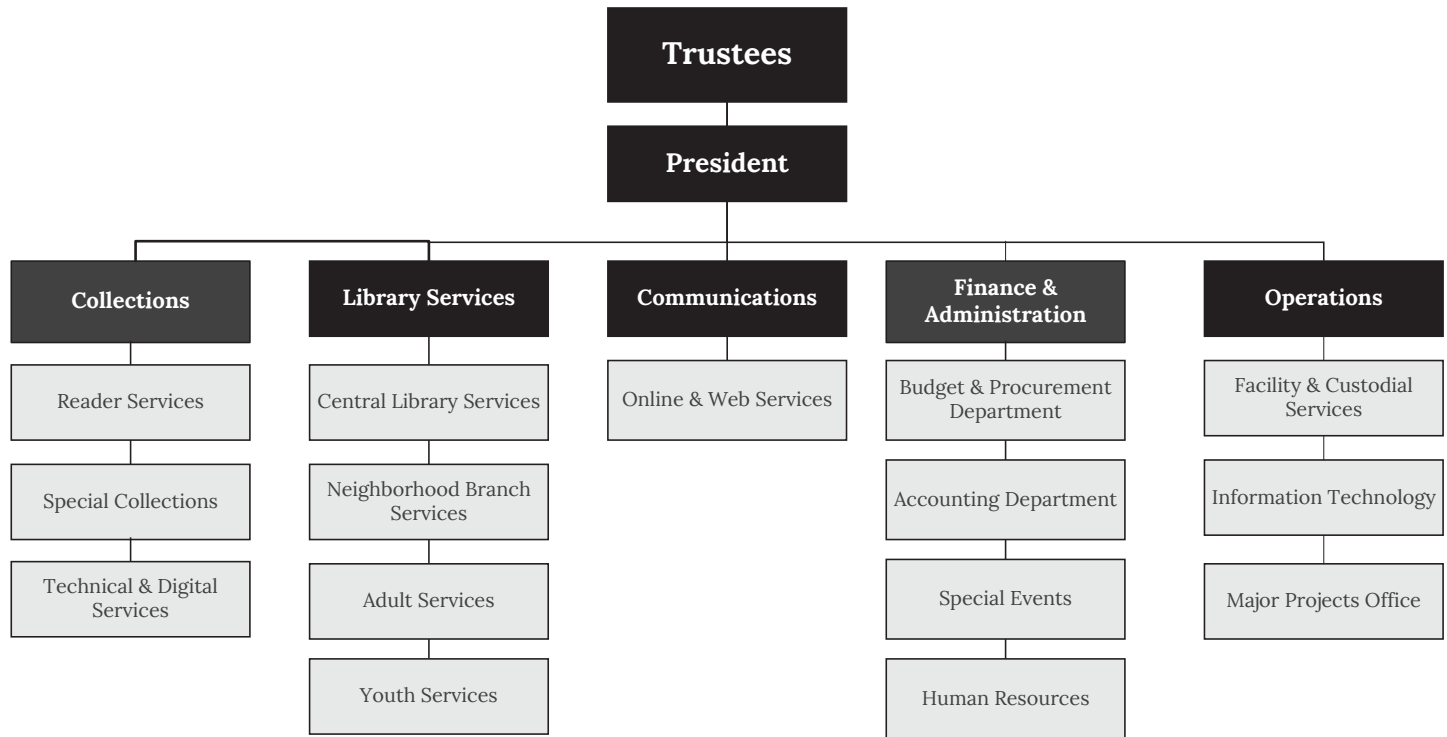 Trustees
President
Collections
Library Services
Communications
Finance &
Administration
Operations
Reader Services
Central Library Services
Online & Web Services
Budget & Procurement
Department
Facility & Custodial
Services
Special Collections
Neighborhood Branch
Services
Accounting Department
Information Technology
Technical & Digital
Services
Adult Services
Special Events
Major Projects Office
Youth Services
Human Resources